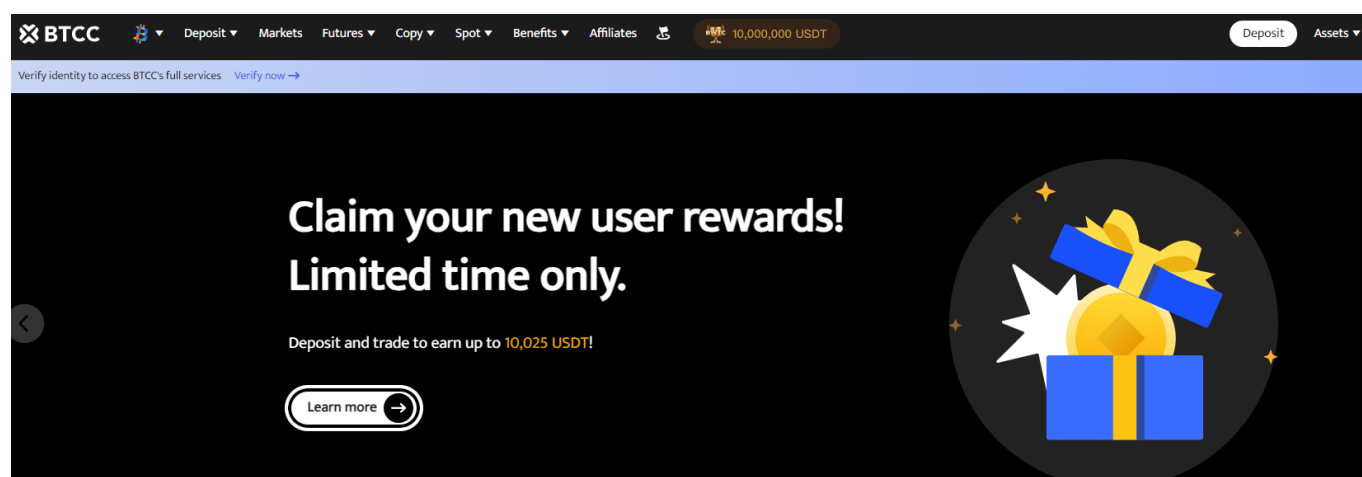 BTCC Deposit ▼ Markets Futures ▼ Copy ▼ Spot ▼ Benefits ▼ Affiliates 10,000,000 USDT Deposit Assets ▼
Verify identity to access BTCC's full services Verify now →
Claim your new user rewards!
Limited time only.
Deposit and trade to earn up to 10,025 USDT!
Learn more →